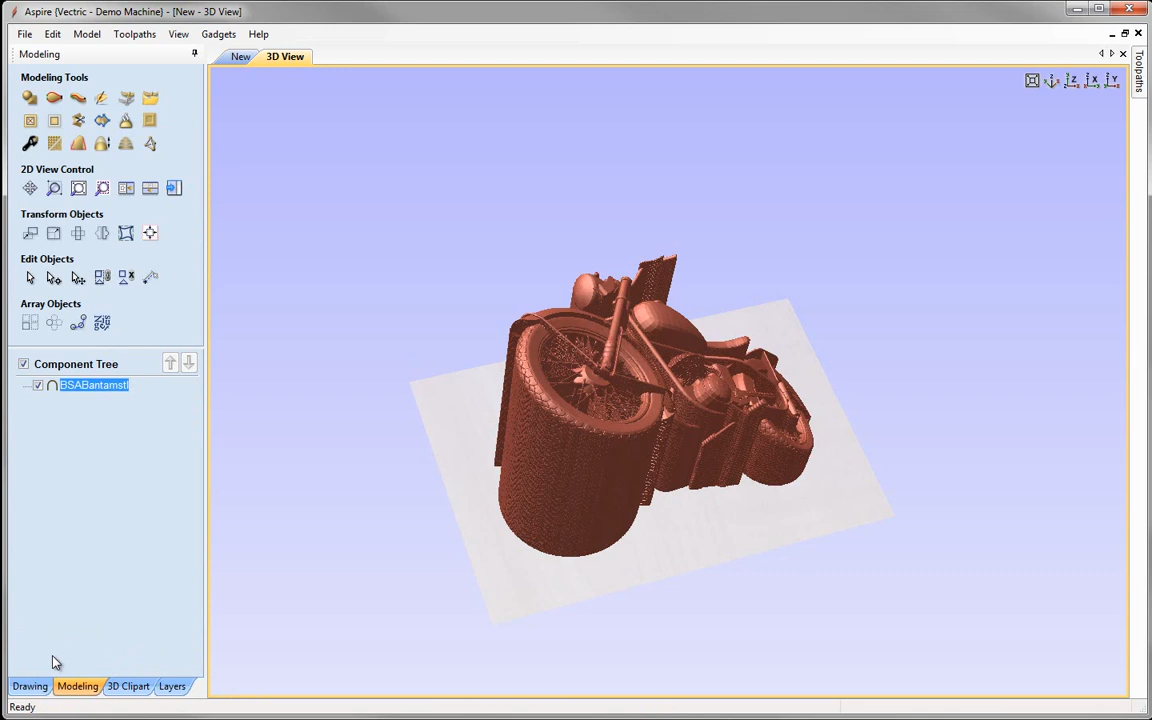 Aspire {Vectric - Demo Machine} - [New - 3D View]
File Edit Model Toolpaths View Gadgets Help
Modeling
New 3D View
Modeling Tools
Toolpaths
Z X Y
2D View Control
Transform Objects
Edit Objects
Array Objects
Component Tree
BSABantamstl
Drawing Modeling 3D Clipart Layers
Ready